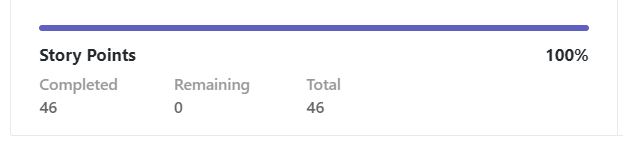 Story Points 100%
Completed Remaining Total
46 0 46